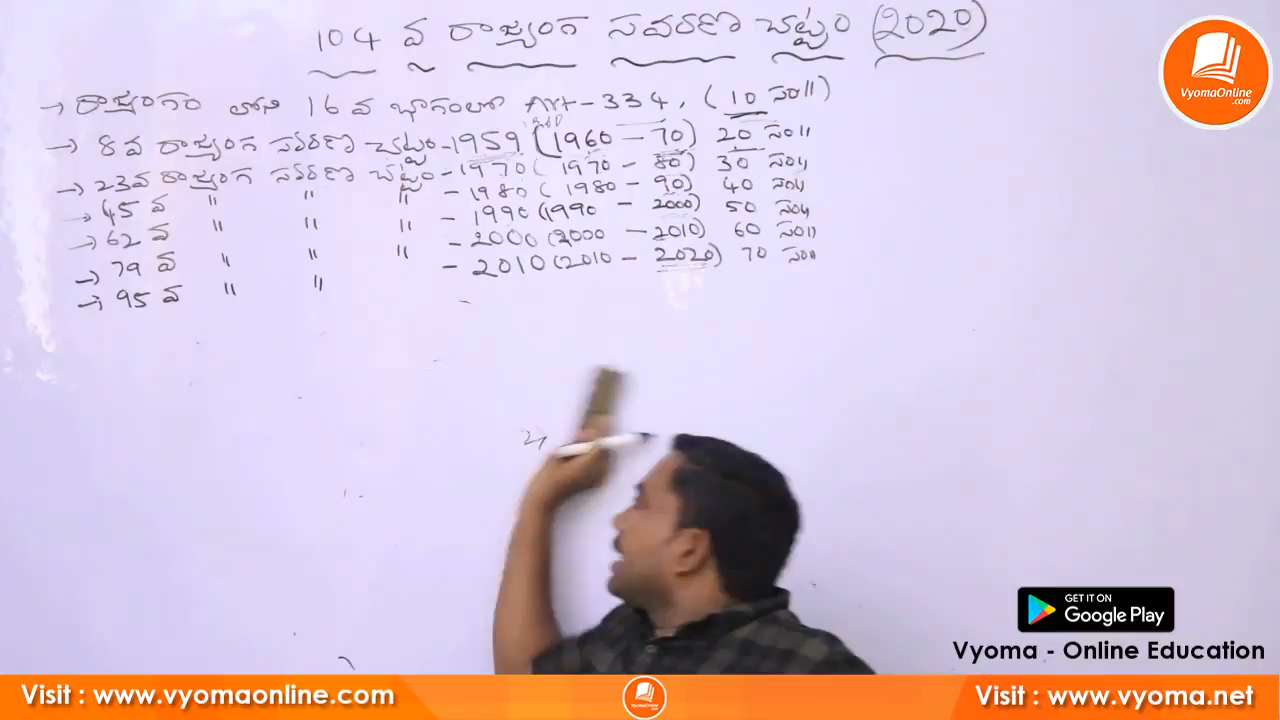 104 వ రాజ్యంగ సవరణ చట్టం (2020)
→ రాజ్యంగం లోని 16 వ భాగంలో Art-334. (10 సం॥)
→ 8వ రాజ్యంగ సవరణ చట్టం-1959 (1960 - 70) 20 సం॥
→ 23వ రాజ్యంగ సవరణ చట్టం - 1970 (1970 - 80) 30 సం॥
→ 45 వ " " " - 1980 (1980 - 90) 40 సం॥
→ 62 వ " " " - 1990 (1990 - 2000) 50 సం॥
→ 79 వ " " " - 2000 (2000 - 2010) 60 సం॥
→ 95 వ " " - 2010 (2010 - 2020) 70 సం॥
VyomaOnline
.com
GET IT ON
Google Play
Vyoma - Online Education
Visit : www.vyomaonline.com
VYOMAONLINE
Visit : www.vyoma.net